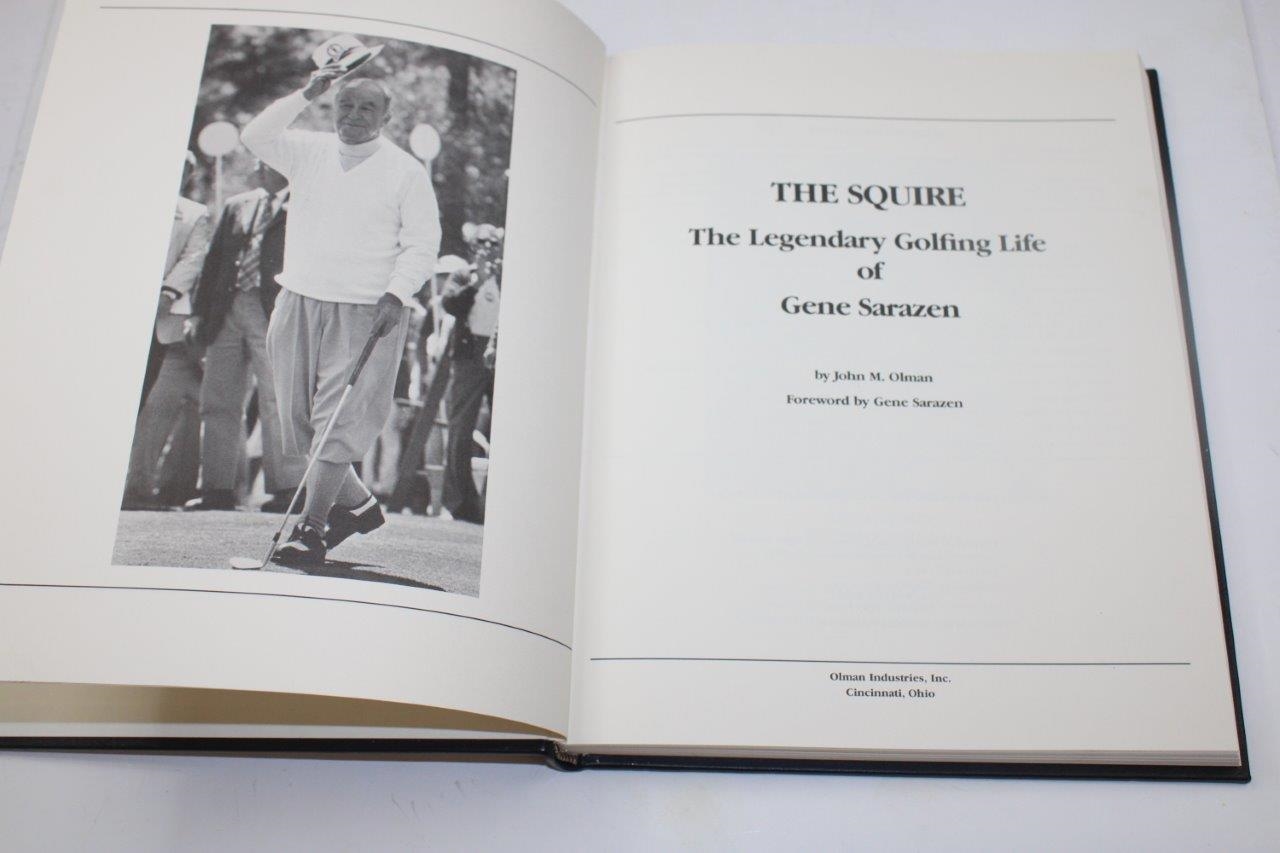 THE SQUIRE
The Legendary Golfing Life
of
Gene Sarazen
by John M. Olman
Foreword by Gene Sarazen
Olman Industries, Inc.
Cincinnati, Ohio